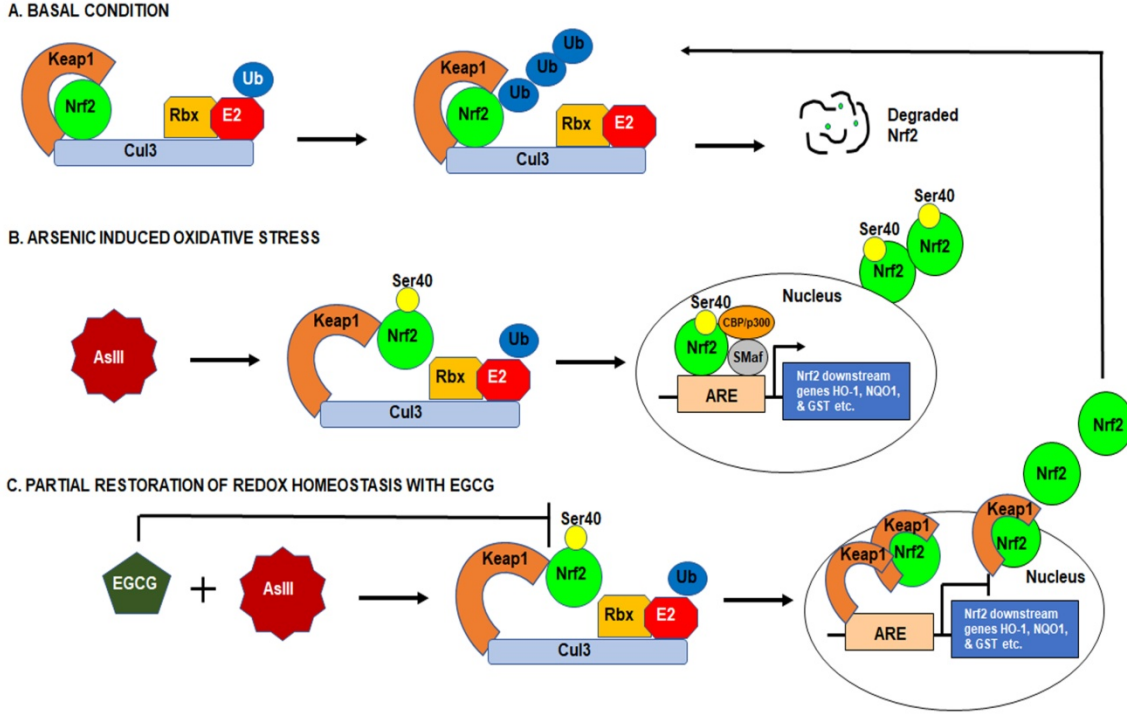 A. BASAL CONDITION
Keap1
Nrf2
Rbx
E2
Ub
Cul3
Keap1
Nrf2
Ub
Ub
Ub
Rbx
E2
Cul3
Degraded
Nrf2
B. ARSENIC INDUCED OXIDATIVE STRESS
AsIII
Keap1
Ser40
Nrf2
Rbx
E2
Ub
Cul3
Ser40
Nrf2
Ser40
Nrf2
Nucleus
Ser40
Nrf2
CBP/p300
SMaf
ARE
Nrf2 downstream
genes HO-1, NQO1,
& GST etc.
C. PARTIAL RESTORATION OF REDOX HOMEOSTASIS WITH EGCG
EGCG
+
AsIII
Keap1
Ser40
Nrf2
Rbx
E2
Ub
Cul3
Nrf2
Nrf2
Keap1
Nrf2
Keap1
Nrf2
Keap1
Nucleus
ARE
Nrf2 downstream
genes HO-1, NQO1,
& GST etc.